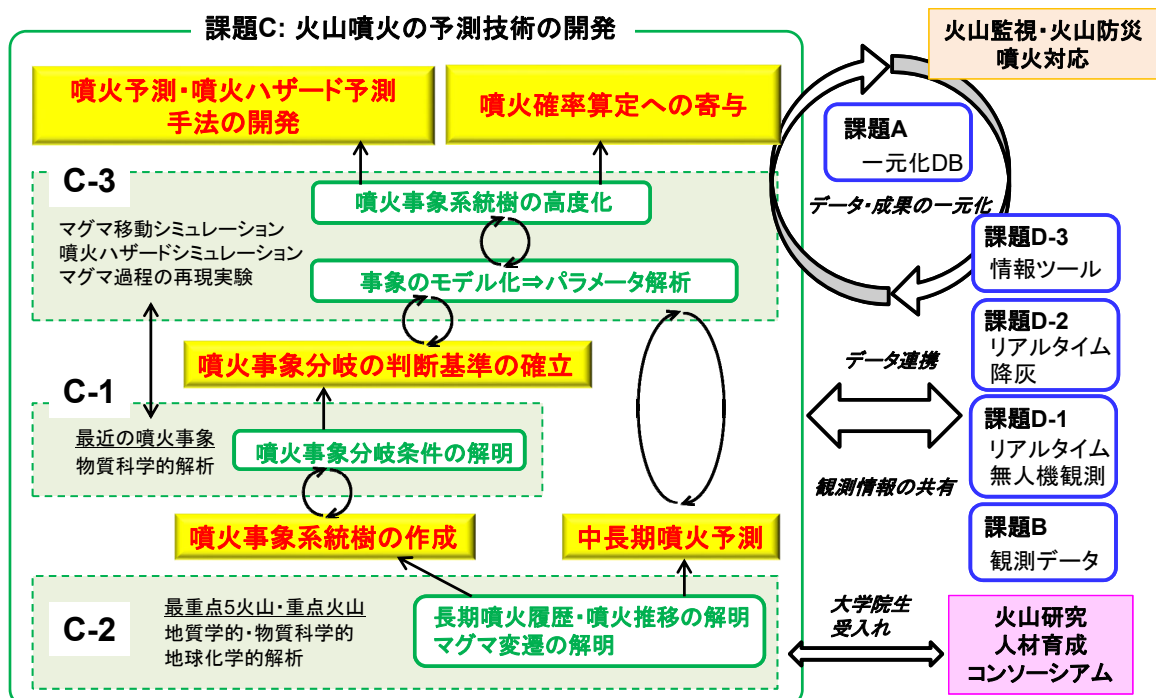 課題C: 火山噴火の予測技術の開発
噴火予測・噴火ハザード予測
手法の開発
噴火確率算定への寄与
C-3
マグマ移動シミュレーション
噴火ハザードシミュレーション
マグマ過程の再現実験
噴火事象系統樹の高度化
事象のモデル化⇒パラメータ解析
噴火事象分岐の判断基準の確立
C-1
最近の噴火事象
物質科学的解析
噴火事象分岐条件の解明
噴火事象系統樹の作成
中長期噴火予測
C-2
最重点5火山・重点火山
地質学的・物質科学的
地球化学的解析
長期噴火履歴・噴火推移の解明
マグマ変遷の解明
火山監視・火山防災
噴火対応
課題A
一元化DB
データ・成果の一元化
課題D-3
情報ツール
課題D-2
リアルタイム
降灰
データ連携
課題D-1
リアルタイム
無人機観測
観測情報の共有
課題B
観測データ
大学院生
受入れ
火山研究
人材育成
コンソーシアム